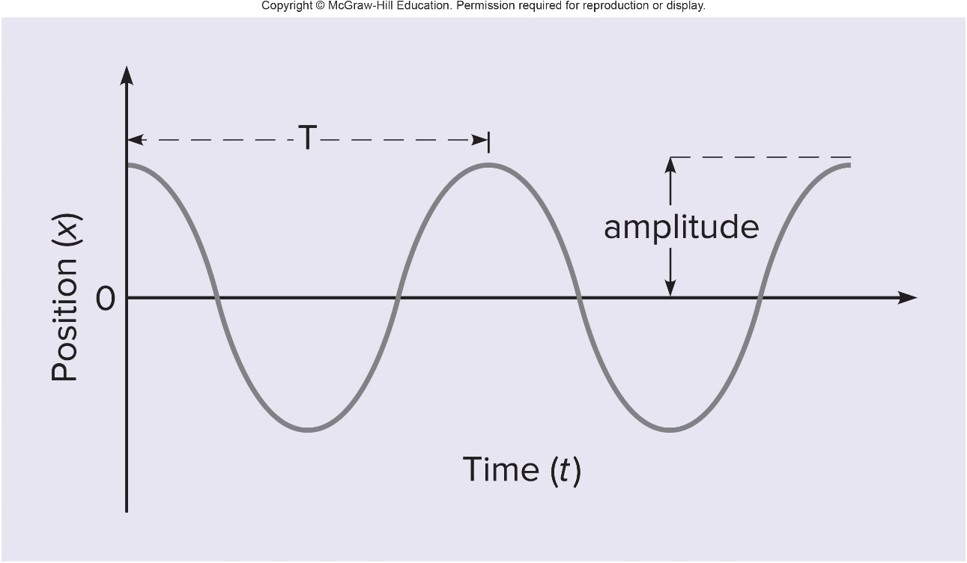 Copyright © McGraw-Hill Education. Permission required for reproduction or display.
T
amplitude
Position (x)
0
Time (t)